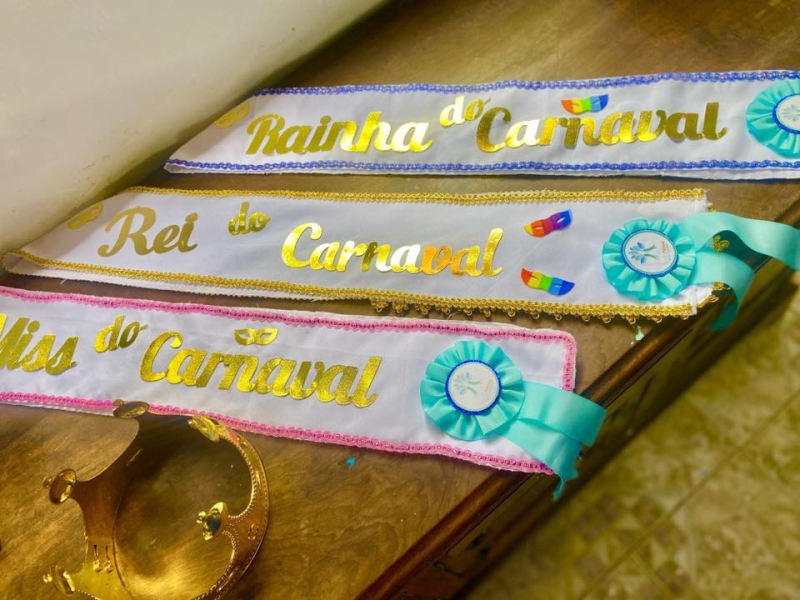 Rainha do Carnaval
Rei do Carnaval
Miss do Carnaval